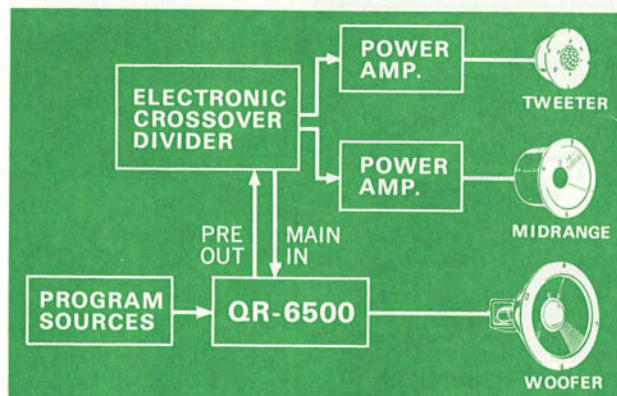 POWER
AMP.
TWEETER
ELECTRONIC
CROSSOVER
DIVIDER
POWER
AMP.
MIDRANGE
PRE
OUT
MAIN
IN
PROGRAM
SOURCES
QR-6500
WOOFER